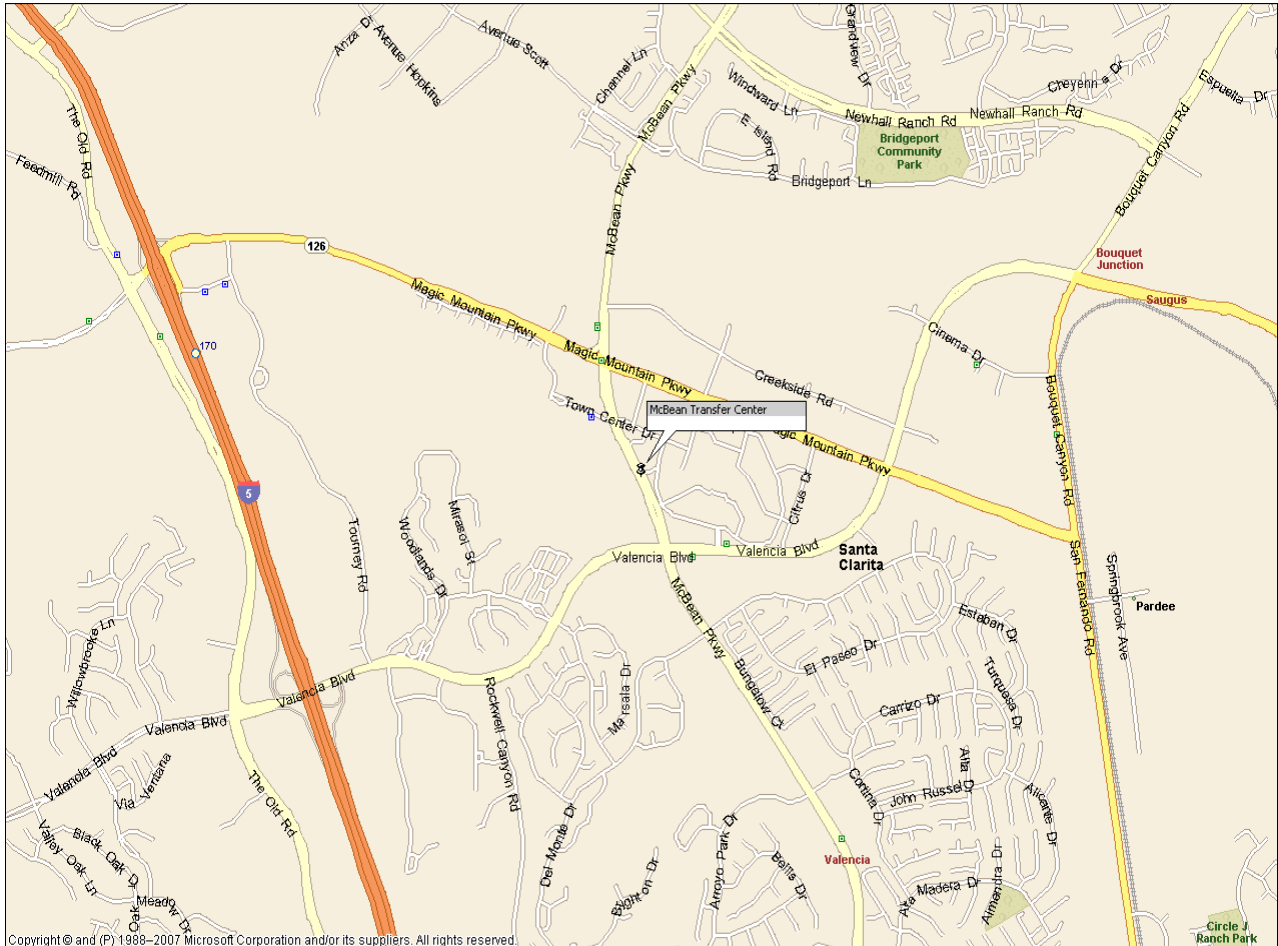 Anza Dr
Avenue Hopkins
Avenue Scott
Channel Ln
McBean Pkwy
Grandview Dr
Windward Ln
Cheyenne Dr
Espuella Dr
The Old Rd
Newhall Ranch Rd
Newhall Ranch Rd
E Island Rd
Bridgeport
Community
Park
Bridgeport Ln
Feedmill Rd
Bouquet Canyon Rd
McBean Pkwy
126
Bouquet
Junction
Saugus
Magic Mountain Pkwy
Magic Mountain Pkwy
Cinema Dr
170
Creekside Rd
Bouquet Canyon Rd
Town Center Dr
McBean Transfer Center
agic Mountain Pkwy
5
Citrus Dr
Mirasol St
Woodlands Dr
Tourney Rd
Valencia Blvd
Valencia Blvd
Santa
Clarita
San Fernando Rd
Springbrook Ave
Pardee
McBean Pkwy
Estaban Dr
El Paseo Dr
Willowbrooke Ln
Bungalow Ct
Turquesa Dr
Marsala Dr
Valencia Blvd
Rockwell Canyon Rd
Carrizo Dr
Valencia Blvd
Valencia Blvd
Via Ventana
The Old Rd
Alta Dr
Cortina Dr
John Russel
Alicante Dr
Del Monte Dr
Arroyo Park Dr
Black Oak D
Valley Oak Ln
Valencia
Brighton Dr
Bellis Dr
Alta Madera Dr
Almandra Dr
Meadow Dr
Oak
Circle J
Ranch Park
Copyright © and (P) 1988–2007 Microsoft Corporation and/or its suppliers. All rights reserved.